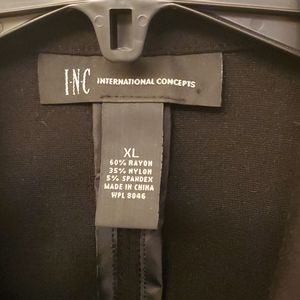 I·N·C INTERNATIONAL CONCEPTS
XL
60% RAYON
35% NYLON
5% SPANDEX
MADE IN CHINA
WPL 8046